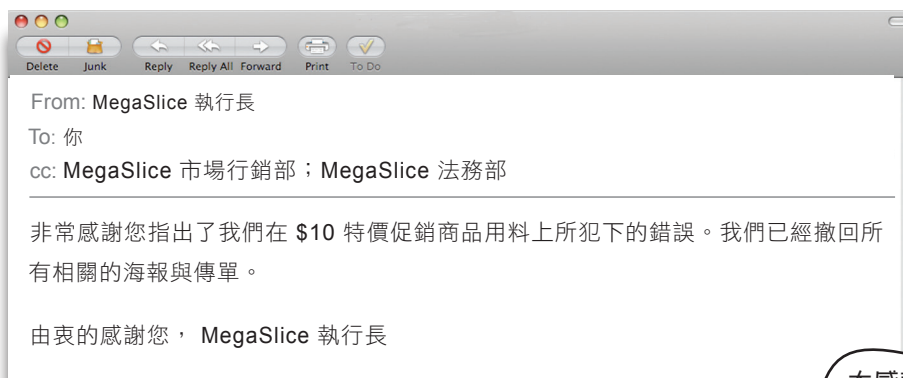 Delete Junk Reply Reply All Forward Print To Do
From: MegaSlice 執行長
To: 你
cc: MegaSlice 市場行銷部；MegaSlice 法務部
非常感謝您指出了我們在 $10 特價促銷商品用料上所犯下的錯誤。我們已經撤回所
有相關的海報與傳單。
由衷的感謝您， MegaSlice 執行長